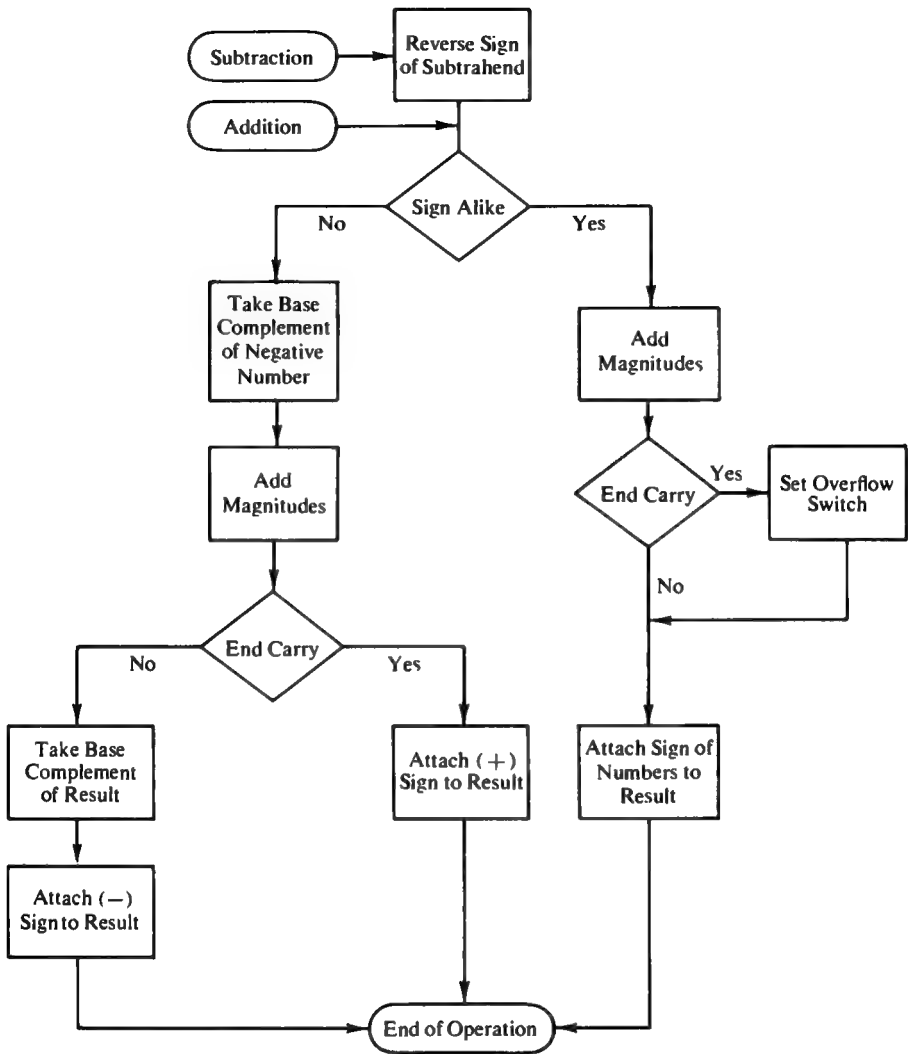 Subtraction
Reverse Sign
of Subtrahend
Addition
Sign Alike
No
Yes
Take Base
Complement
of Negative
Number
Add
Magnitudes
Add
Magnitudes
End Carry
Yes
Set Overflow
Switch
No
End Carry
No
Yes
Take Base
Complement
of Result
Attach (+)
Sign to Result
Attach Sign of
Numbers to
Result
Attach (−)
Sign to Result
End of Operation